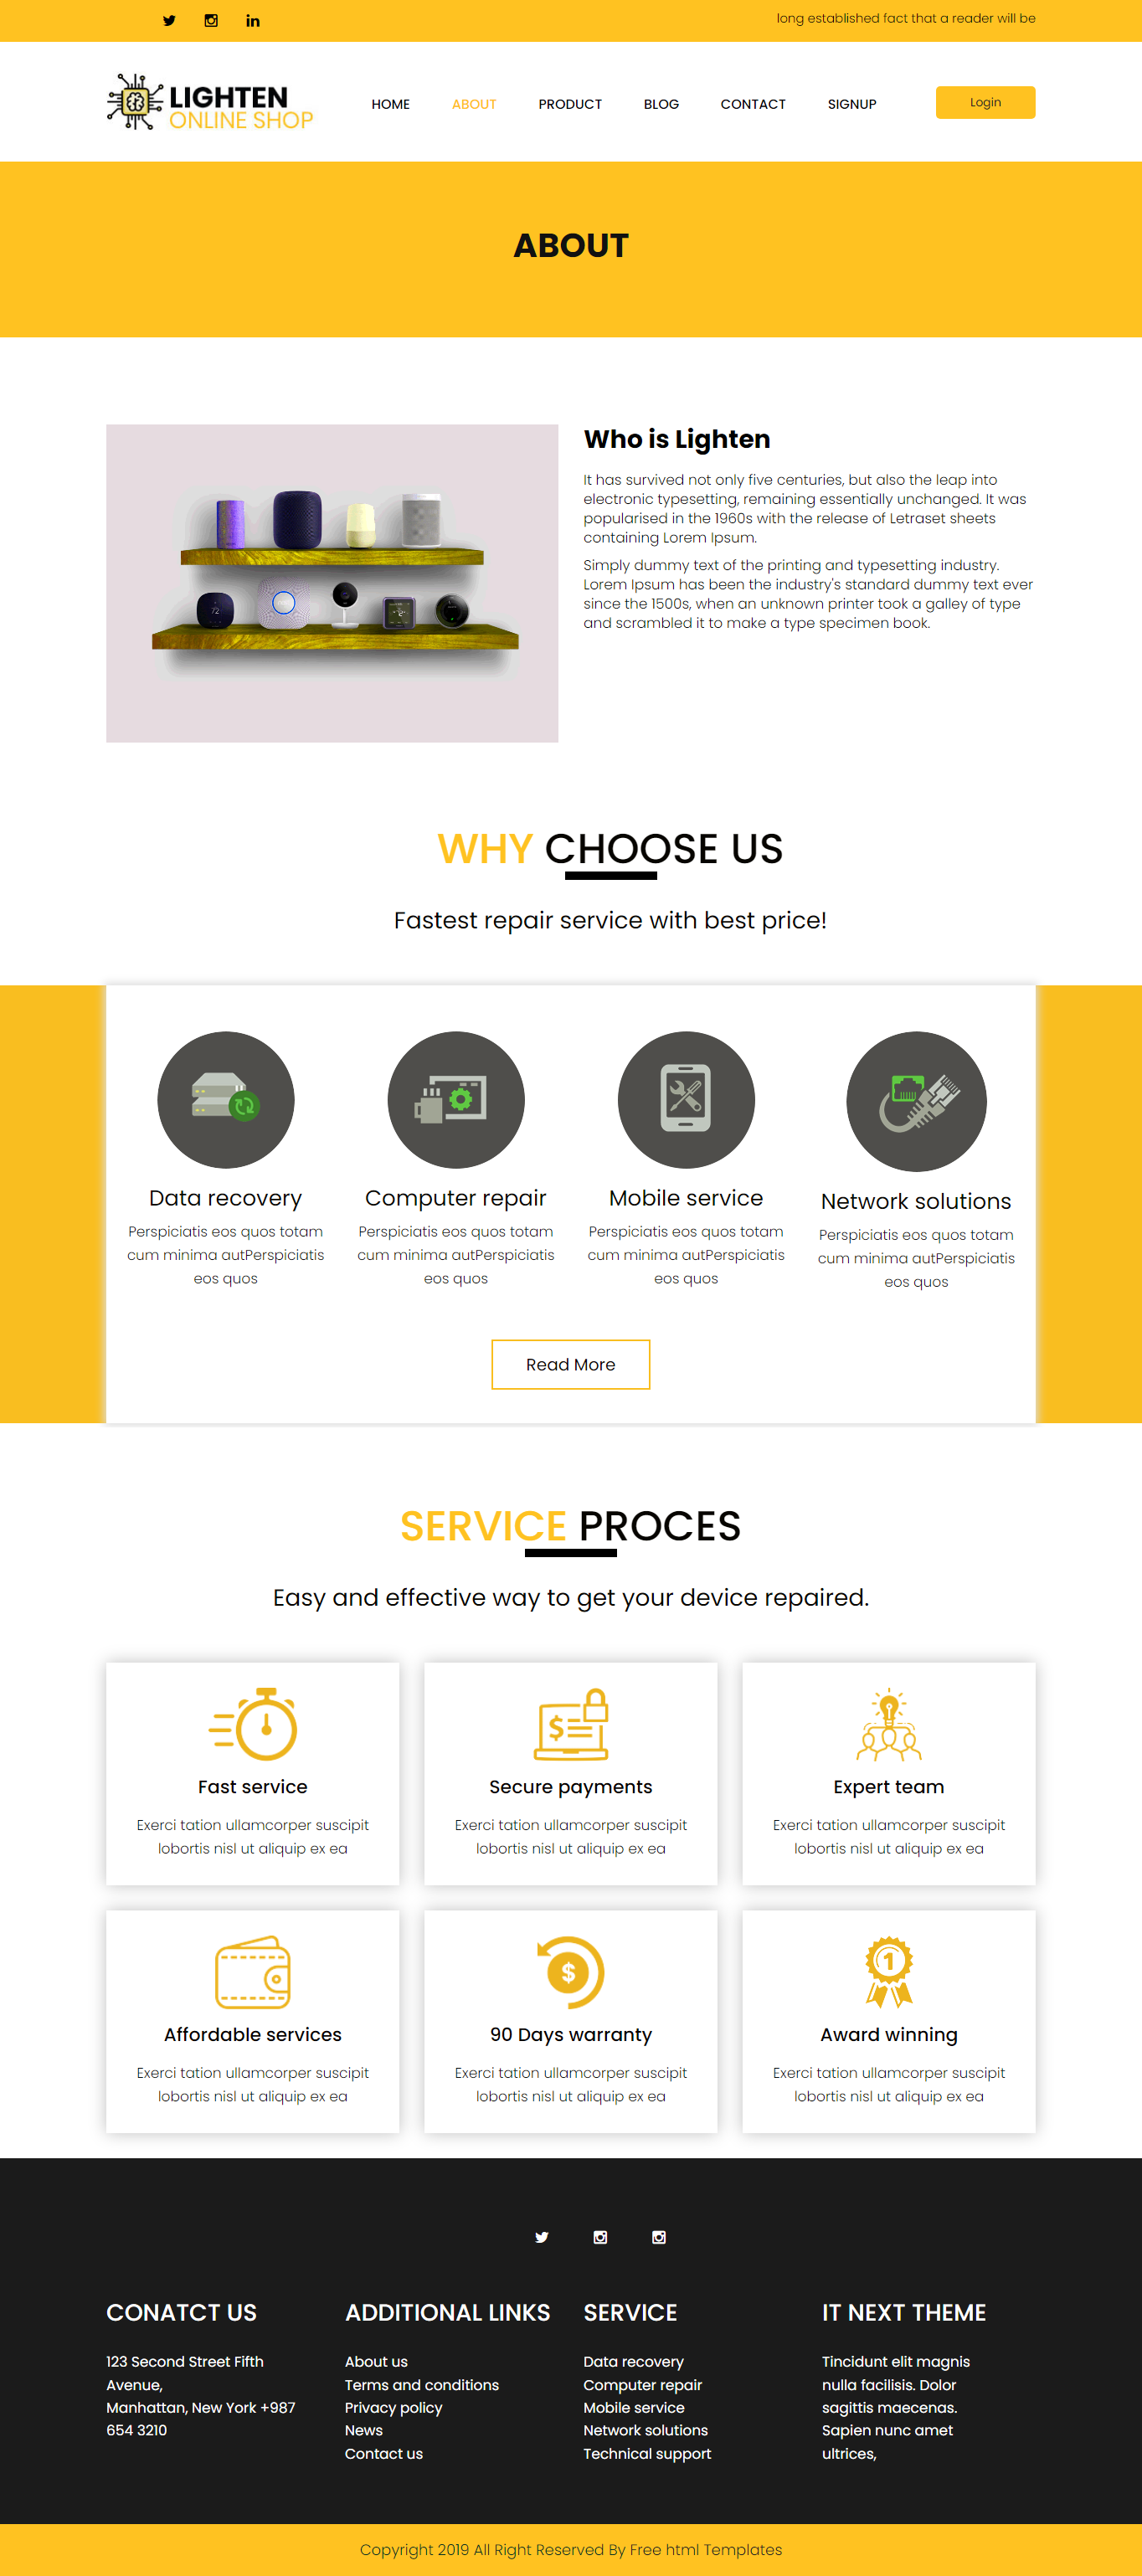 long established fact that a reader will be
LIGHTEN
ONLINE SHOP
HOME ABOUT PRODUCT BLOG CONTACT SIGNUP Login
ABOUT
Who is Lighten
It has survived not only five centuries, but also the leap into
electronic typesetting, remaining essentially unchanged. It was
popularised in the 1960s with the release of Letraset sheets
containing Lorem Ipsum.
Simply dummy text of the printing and typesetting industry.
Lorem Ipsum has been the industry's standard dummy text ever
since the 1500s, when an unknown printer took a galley of type
and scrambled it to make a type specimen book.
72
WHY CHOOSE US
Fastest repair service with best price!
Data recovery
Perspiciatis eos quos totam
cum minima autPerspiciatis
eos quos
Computer repair
Perspiciatis eos quos totam
cum minima autPerspiciatis
eos quos
Mobile service
Perspiciatis eos quos totam
cum minima autPerspiciatis
eos quos
Network solutions
Perspiciatis eos quos totam
cum minima autPerspiciatis
eos quos
Read More
SERVICE PROCES
Easy and effective way to get your device repaired.
$
Fast service
Exerci tation ullamcorper suscipit
lobortis nisl ut aliquip ex ea
Secure payments
Exerci tation ullamcorper suscipit
lobortis nisl ut aliquip ex ea
Expert team
Exerci tation ullamcorper suscipit
lobortis nisl ut aliquip ex ea
$
1
Affordable services
Exerci tation ullamcorper suscipit
lobortis nisl ut aliquip ex ea
90 Days warranty
Exerci tation ullamcorper suscipit
lobortis nisl ut aliquip ex ea
Award winning
Exerci tation ullamcorper suscipit
lobortis nisl ut aliquip ex ea
CONATCT US
123 Second Street Fifth
Avenue,
Manhattan, New York +987
654 3210
ADDITIONAL LINKS
About us
Terms and conditions
Privacy policy
News
Contact us
SERVICE
Data recovery
Computer repair
Mobile service
Network solutions
Technical support
IT NEXT THEME
Tincidunt elit magnis
nulla facilisis. Dolor
sagittis maecenas.
Sapien nunc amet
ultrices,
Copyright 2019 All Right Reserved By Free html Templates